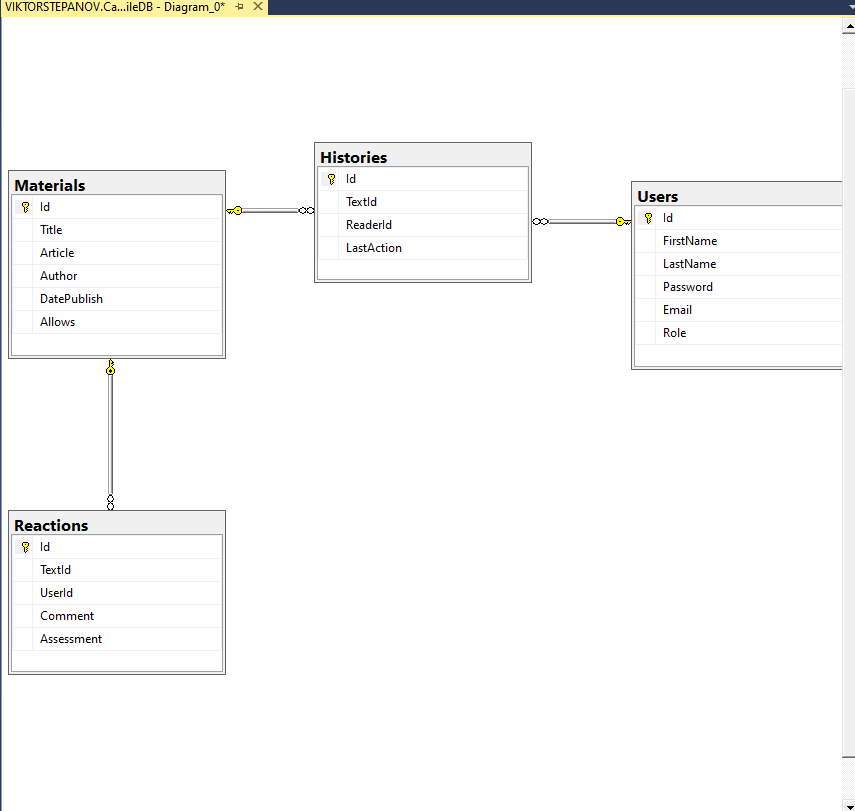 VIKTORSTEPANOV.Ca...ileDB - Diagram_0*
Histories
Id
TextId
ReaderId
LastAction
Materials
Id
Title
Article
Author
DatePublish
Allows
Users
Id
FirstName
LastName
Password
Email
Role
Reactions
Id
TextId
UserId
Comment
Assessment